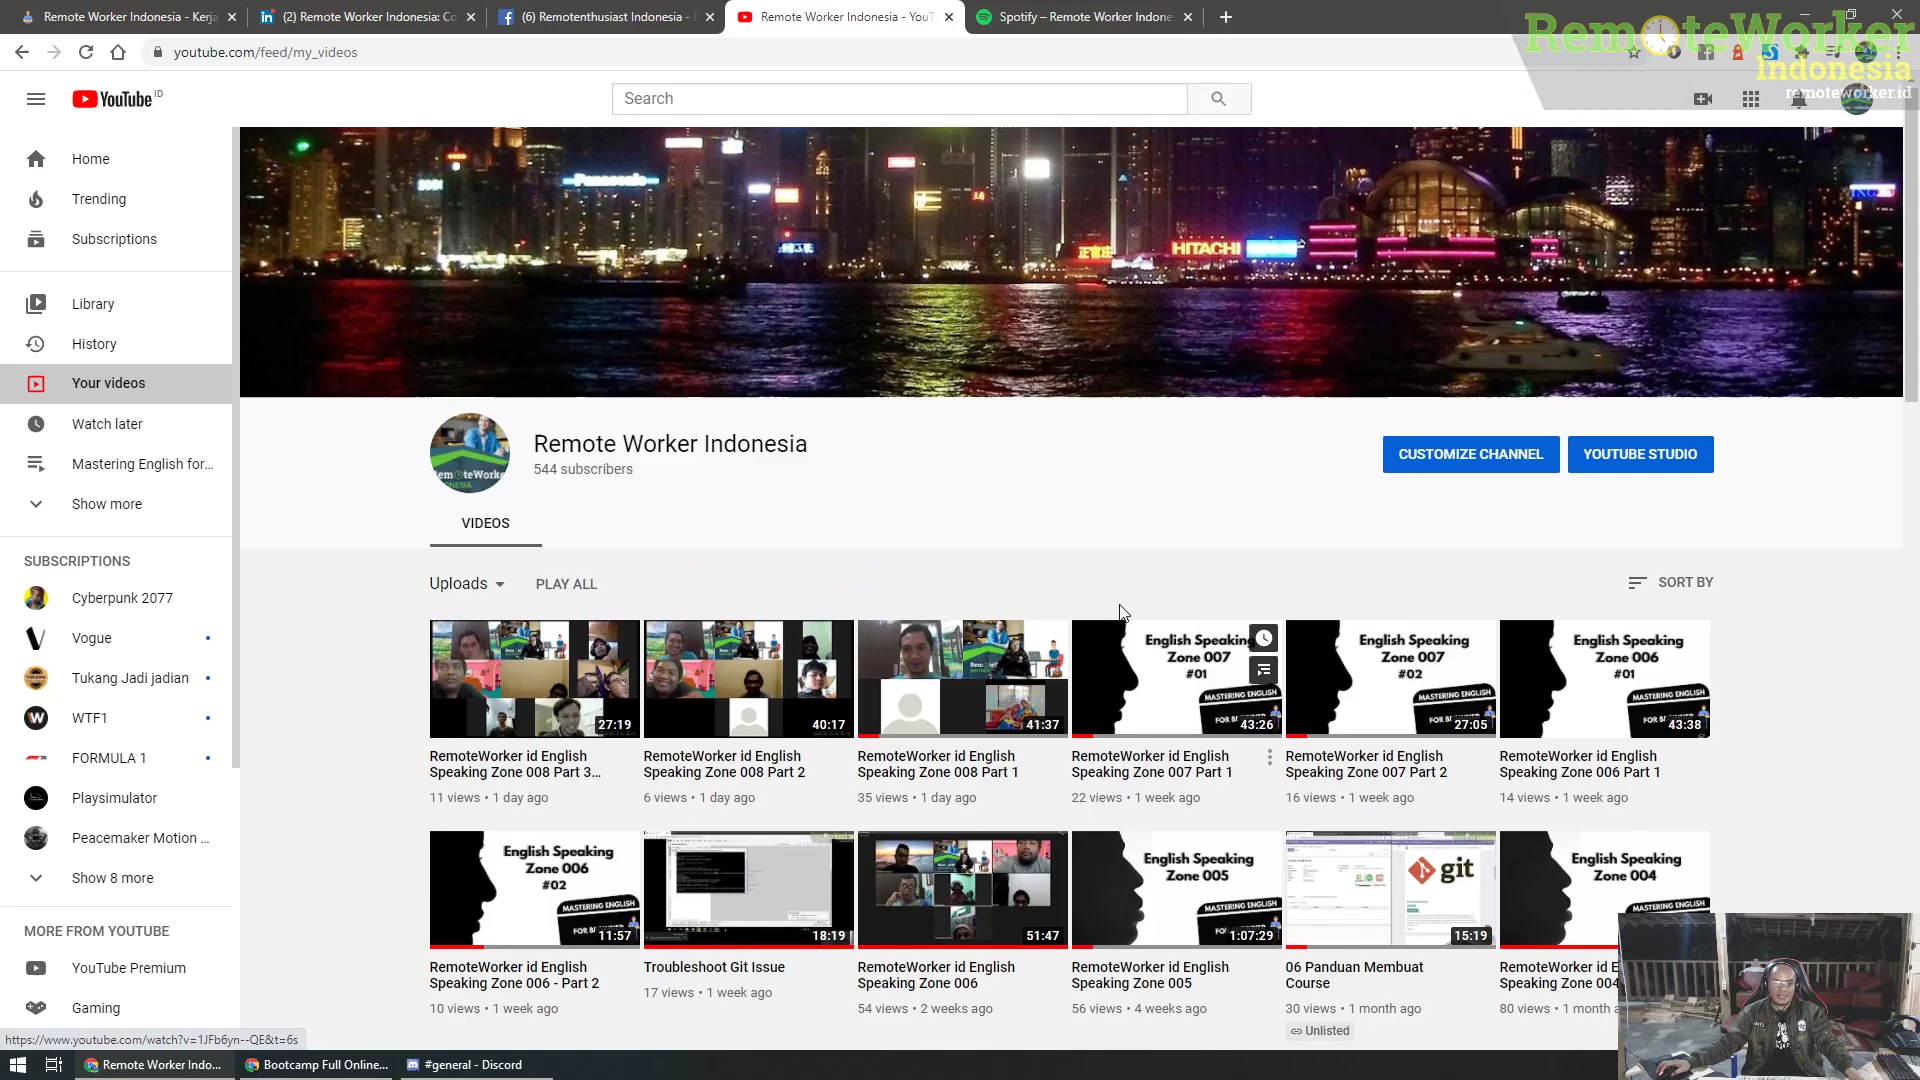 Remote Worker Indonesia - Kerja
(2) Remote Worker Indonesia: Co
(6) Remotenthusiast Indonesia -
Remote Worker Indonesia - YouT
Spotify – Remote Worker Indone
youtube.com/feed/my_videos
RemoteWorker
Indonesia
remoteworker.id
YouTube ID
Search
Home
Trending
Subscriptions
Library
History
Your videos
Watch later
Mastering English for...
Show more
SUBSCRIPTIONS
Cyberpunk 2077
Vogue
Tukang Jadi jadian
WTF1
FORMULA 1
Playsimulator
Peacemaker Motion ...
Show 8 more
MORE FROM YOUTUBE
YouTube Premium
Gaming
Panasonic
HITACHI
Remote Worker Indonesia
544 subscribers
CUSTOMIZE CHANNEL
YOUTUBE STUDIO
VIDEOS
Uploads
PLAY ALL
SORT BY
27:19
RemoteWorker id English
Speaking Zone 008 Part 3...
11 views • 1 day ago
40:17
RemoteWorker id English
Speaking Zone 008 Part 2
6 views • 1 day ago
41:37
RemoteWorker id English
Speaking Zone 008 Part 1
35 views • 1 day ago
English Speaking
Zone 007
#01
MASTERING ENGLISH
43:26
RemoteWorker id English
Speaking Zone 007 Part 1
22 views • 1 week ago
English Speaking
Zone 007
#02
MASTERING ENGLISH
27:05
RemoteWorker id English
Speaking Zone 007 Part 2
16 views • 1 week ago
English Speaking
Zone 006
#01
MASTERING ENGLISH
43:38
RemoteWorker id English
Speaking Zone 006 Part 1
14 views • 1 week ago
English Speaking
Zone 006
#02
MASTERING ENGLISH
11:57
RemoteWorker id English
Speaking Zone 006 - Part 2
10 views • 1 week ago
18:19
Troubleshoot Git Issue
17 views • 1 week ago
51:47
RemoteWorker id English
Speaking Zone 006
54 views • 2 weeks ago
English Speaking
Zone 005
MASTERING ENGLISH
1:07:29
RemoteWorker id English
Speaking Zone 005
56 views • 4 weeks ago
git
15:19
06 Panduan Membuat
Course
30 views • 1 month ago
Unlisted
English Speaking
Zone 004
MASTERING ENGLISH
RemoteWorker id E
Speaking Zone 004
80 views • 1 month a
https://www.youtube.com/watch?v=1JFb6yn--QE&t=6s
Remote Worker Indo...
Bootcamp Full Online...
#general - Discord